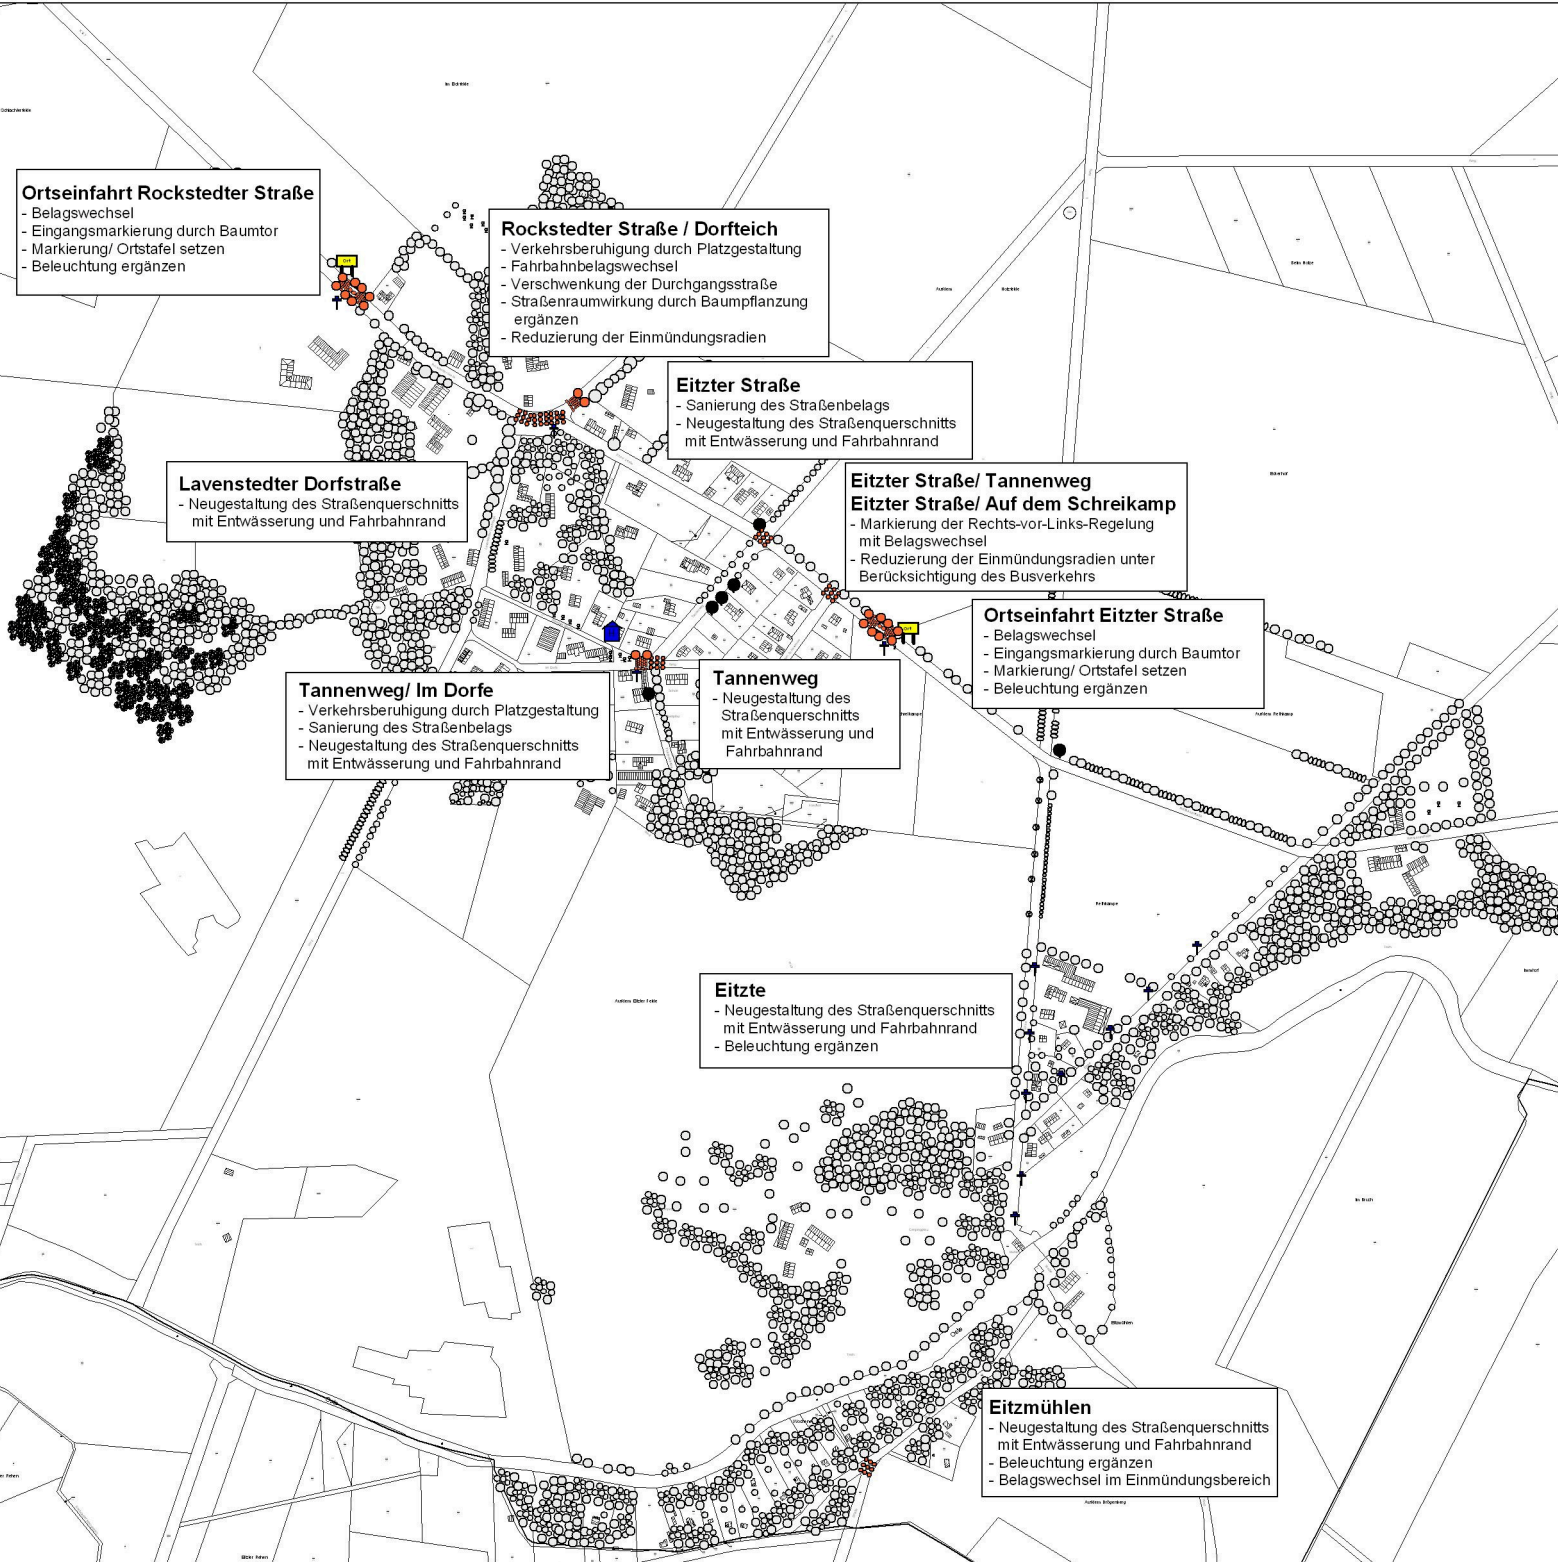 Ortseinfahrt Rockstedter Straße
- Belagswechsel
- Eingangsmarkierung durch Baumtor
- Markierung/ Ortstafel setzen
- Beleuchtung ergänzen
Rockstedter Straße / Dorfteich
- Verkehrsberuhigung durch Platzgestaltung
- Fahrbahnbelagswechsel
- Verschwenkung der Durchgangsstraße
- Straßenraumwirkung durch Baumpflanzung
ergänzen
- Reduzierung der Einmündungsradien
Eitzter Straße
- Sanierung des Straßenbelags
- Neugestaltung des Straßenquerschnitts
mit Entwässerung und Fahrbahnrand
Lavenstedter Dorfstraße
- Neugestaltung des Straßenquerschnitts
mit Entwässerung und Fahrbahnrand
Eitzter Straße/ Tannenweg
Eitzter Straße/ Auf dem Schreikamp
- Markierung der Rechts-vor-Links-Regelung
mit Belagswechsel
- Reduzierung der Einmündungsradien unter
Berücksichtigung des Busverkehrs
Ortseinfahrt Eitzter Straße
- Belagswechsel
- Eingangsmarkierung durch Baumtor
- Markierung/ Ortstafel setzen
- Beleuchtung ergänzen
Tannenweg/ Im Dorfe
- Verkehrsberuhigung durch Platzgestaltung
- Sanierung des Straßenbelags
- Neugestaltung des Straßenquerschnitts
mit Entwässerung und Fahrbahnrand
Tannenweg
- Neugestaltung des
Straßenquerschnitts
mit Entwässerung und
Fahrbahnrand
Eitzte
- Neugestaltung des Straßenquerschnitts
mit Entwässerung und Fahrbahnrand
- Beleuchtung ergänzen
Eitzmühlen
- Neugestaltung des Straßenquerschnitts
mit Entwässerung und Fahrbahnrand
- Beleuchtung ergänzen
- Belagswechsel im Einmündungsbereich
Ort
Ort
Im Bruch
Eitzmühlen
Oste